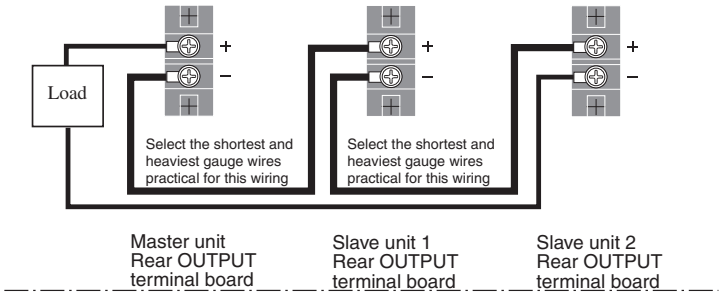 +
−
Load
+
−
+
−
Select the shortest and
heaviest gauge wires
practical for this wiring
Select the shortest and
heaviest gauge wires
practical for this wiring
Master unit
Rear OUTPUT
terminal board
Slave unit 1
Rear OUTPUT
terminal board
Slave unit 2
Rear OUTPUT
terminal board